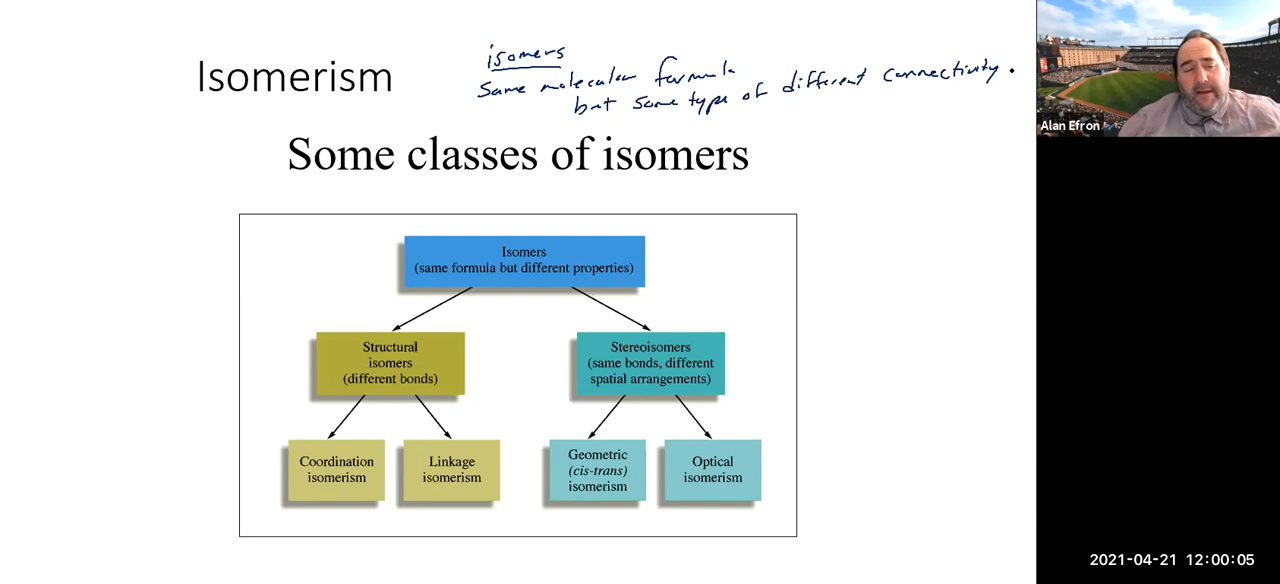 Isomerism
isomers
Same molecular formula
but some type of different connectivity.
Some classes of isomers
Isomers
(same formula but different properties)
Structural
isomers
(different bonds)
Stereoisomers
(same bonds, different
spatial arrangements)
Coordination
isomerism
Linkage
isomerism
Geometric
(cis-trans)
isomerism
Optical
isomerism
Alan Efron
2021-04-21 12:00:05